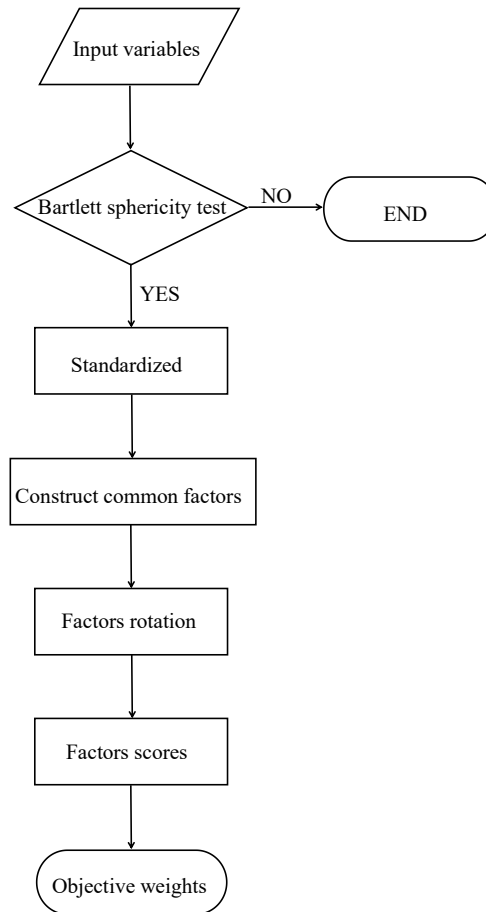 Input variables
Bartlett sphericity test
NO
END
YES
Standardized
Construct common factors
Factors rotation
Factors scores
Objective weights